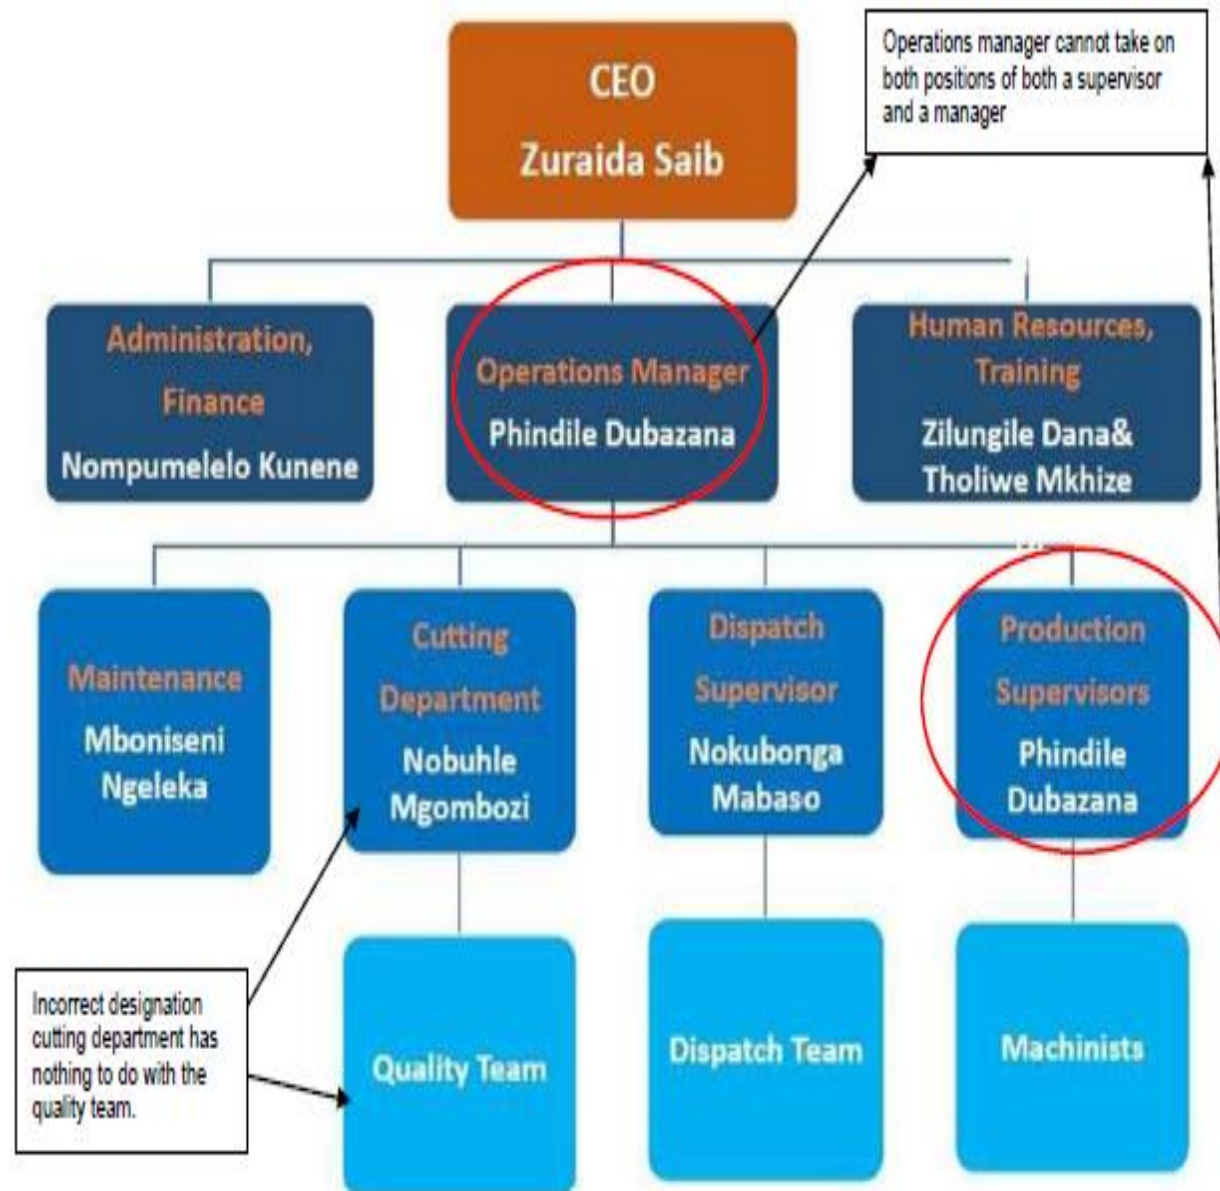 CEO
Zuraida Saib
Operations manager cannot take on
both positions of both a supervisor
and a manager
Administration,
Finance
Nompumelelo Kunene
Operations Manager
Phindile Dubazana
Human Resources,
Training
Zilungile Dana&
Tholiwe Mkhize
Maintenance
Mboniseni
Ngeleka
Cutting
Department
Nobuhle
Mgombozi
Dispatch
Supervisor
Nokubonga
Mabaso
Production
Supervisors
Phindile
Dubazana
Incorrect designation
cutting department has
nothing to do with the
quality team.
Quality Team
Dispatch Team
Machinists